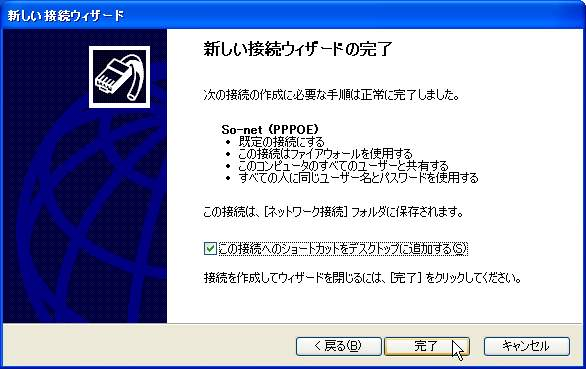 新しい接続ウィザード
新しい接続ウィザードの完了
次の接続の作成に必要な手順は正常に完了しました。
So-net (PPPOE)
• 既定の接続にする
• この接続はファイアウォールを使用する
• このコンピュータのすべてのユーザーと共有する
• すべての人に同じユーザー名とパスワードを使用する
この接続は、[ネットワーク接続] フォルダに保存されます。
この接続へのショートカットをデスクトップに追加する(S)
接続を作成してウィザードを閉じるには、[完了] をクリックしてください。
< 戻る(B)
完了
キャンセル